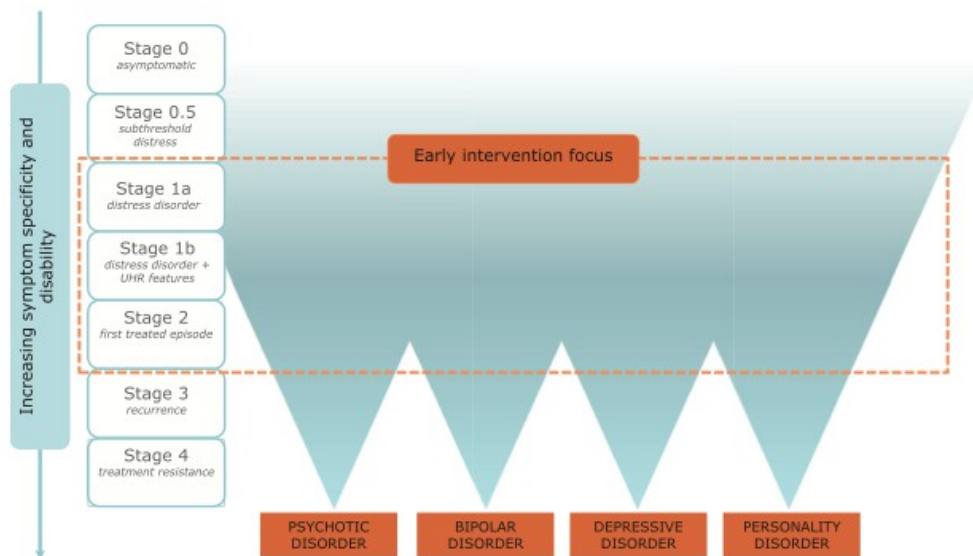 Increasing symptom specificity and
disability
Stage 0
asymptomatic
Stage 0.5
subthreshold
distress
Early intervention focus
Stage 1a
distress disorder
Stage 1b
distress disorder +
UHR features
Stage 2
first treated episode
Stage 3
recurrence
Stage 4
treatment resistance
PSYCHOTIC
DISORDER
BIPOLAR
DISORDER
DEPRESSIVE
DISORDER
PERSONALITY
DISORDER